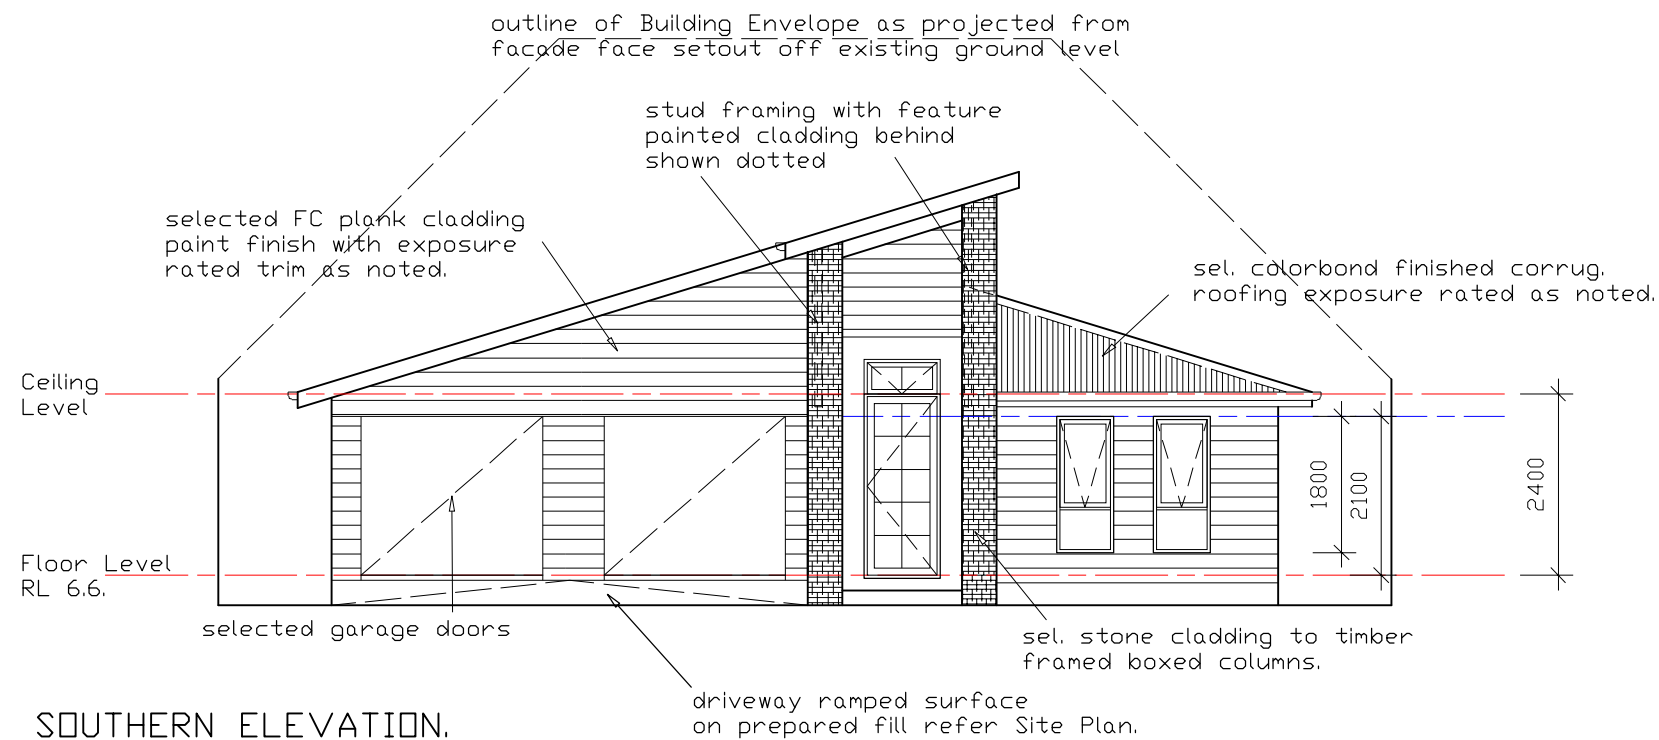 outline of Building Envelope as projected from
facade face setout off existing ground level
stud framing with feature
painted cladding behind
shown dotted
selected FC plank cladding
paint finish with exposure
rated trim as noted.
sel. colorbond finished corrug.
roofing exposure rated as noted.
Ceiling
Level
1800
2100
2400
Floor Level
RL 6.6.
selected garage doors
sel. stone cladding to timber
framed boxed columns.
driveway ramped surface
on prepared fill refer Site Plan.
SOUTHERN ELEVATION.